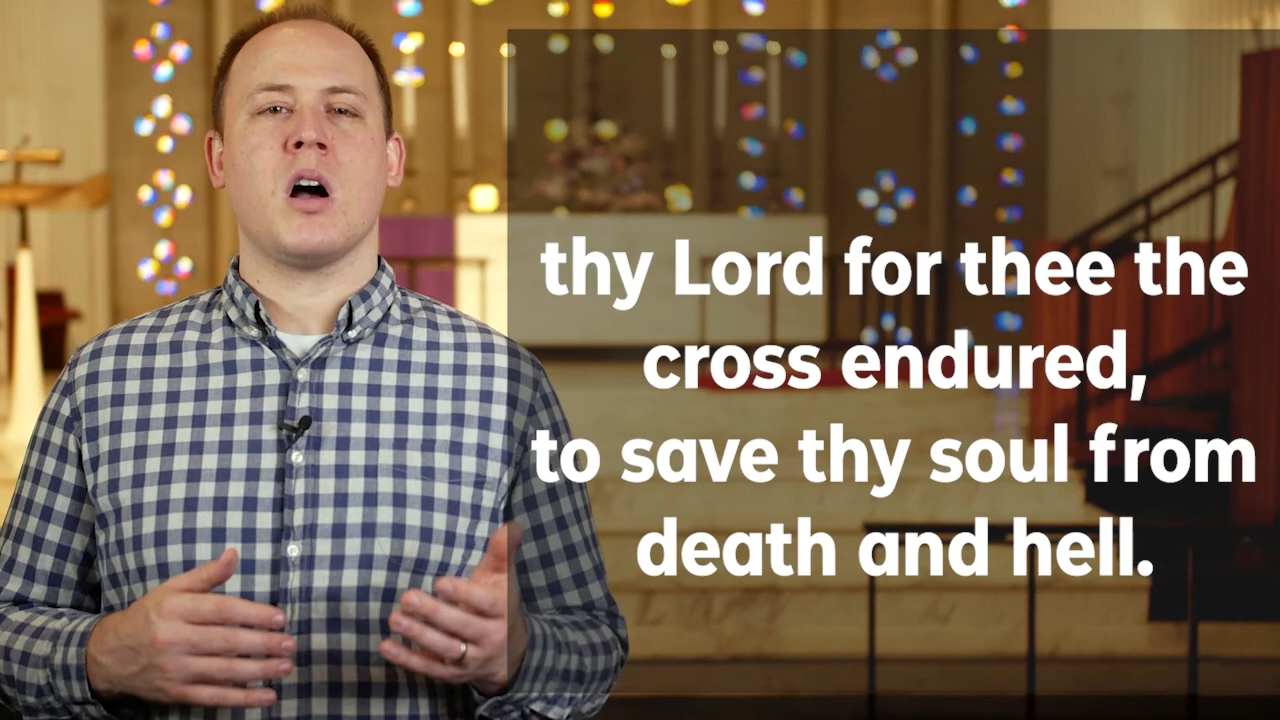 thy Lord for thee the
cross endured,
to save thy soul from
death and hell.